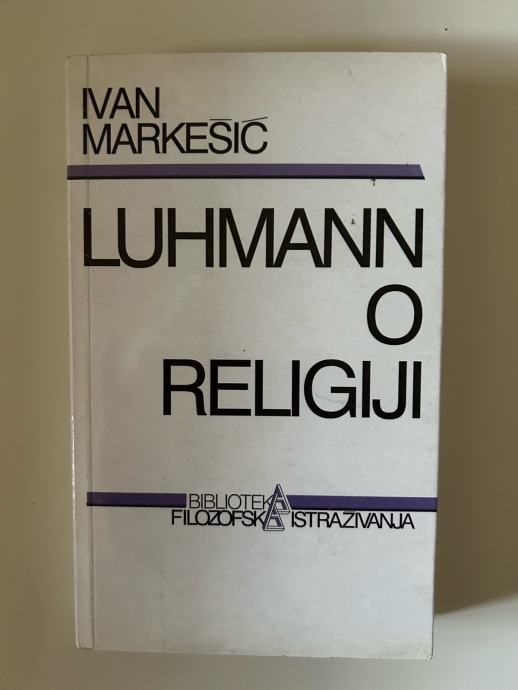 IVAN
MARKEŠIĆ
LUHMANN
O
RELIGIJI
BIBLIOTEKA
FILOZOFSKA ISTRAŽIVANJA